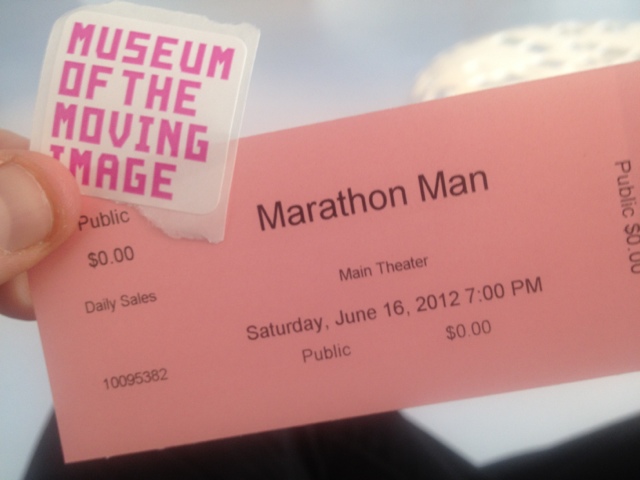 MUSEUM
OF THE
MOVING
IMAGE
Public
$0.00
Daily Sales
10095382
Marathon Man
Main Theater
Saturday, June 16, 2012 7:00 PM
Public $0.00
Public $0.00